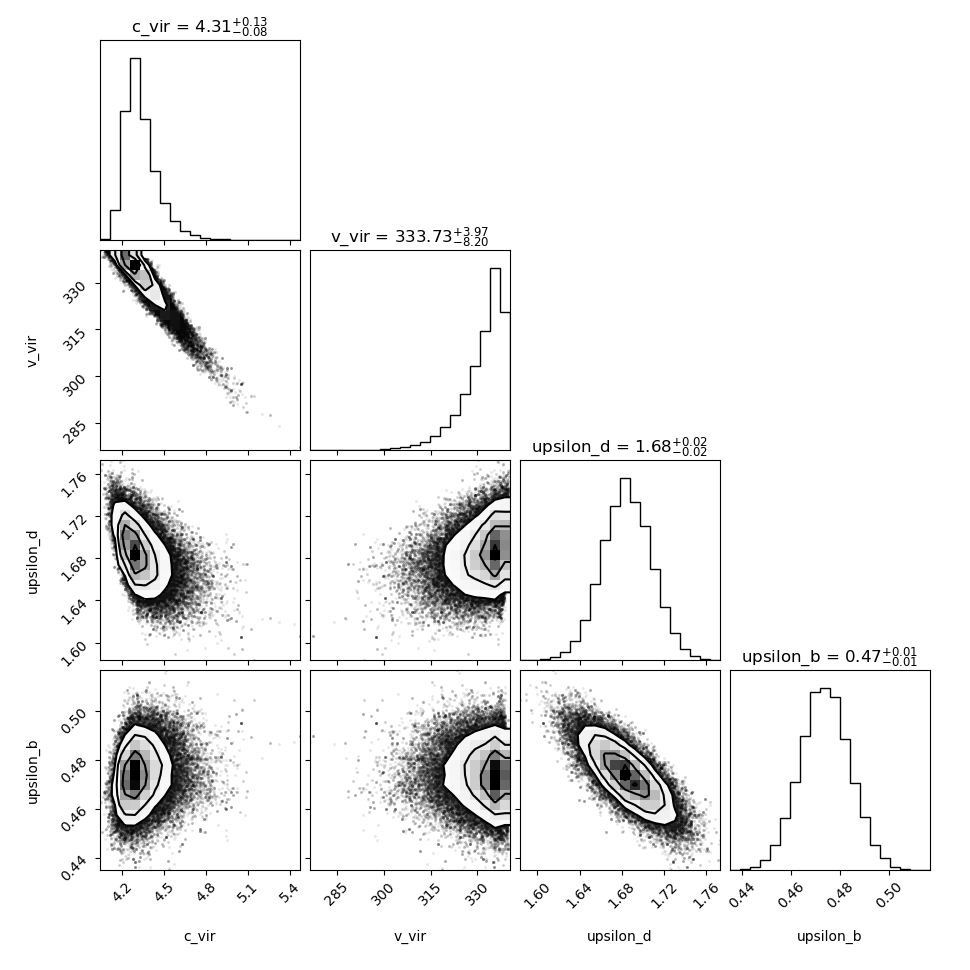 c_vir = 4.31+0.13−0.08
v_vir = 333.73+3.97−8.20
330
315
300
285
v_vir
upsilon_d = 1.68+0.02−0.02
1.76
1.72
1.68
1.64
1.60
upsilon_d
upsilon_b = 0.47+0.01−0.01
0.50
0.48
0.46
0.44
upsilon_b
4.2 4.5 4.8 5.1 5.4 285 300 315 330 1.60 1.64 1.68 1.72 1.76 0.44 0.46 0.48 0.50
c_vir v_vir upsilon_d upsilon_b